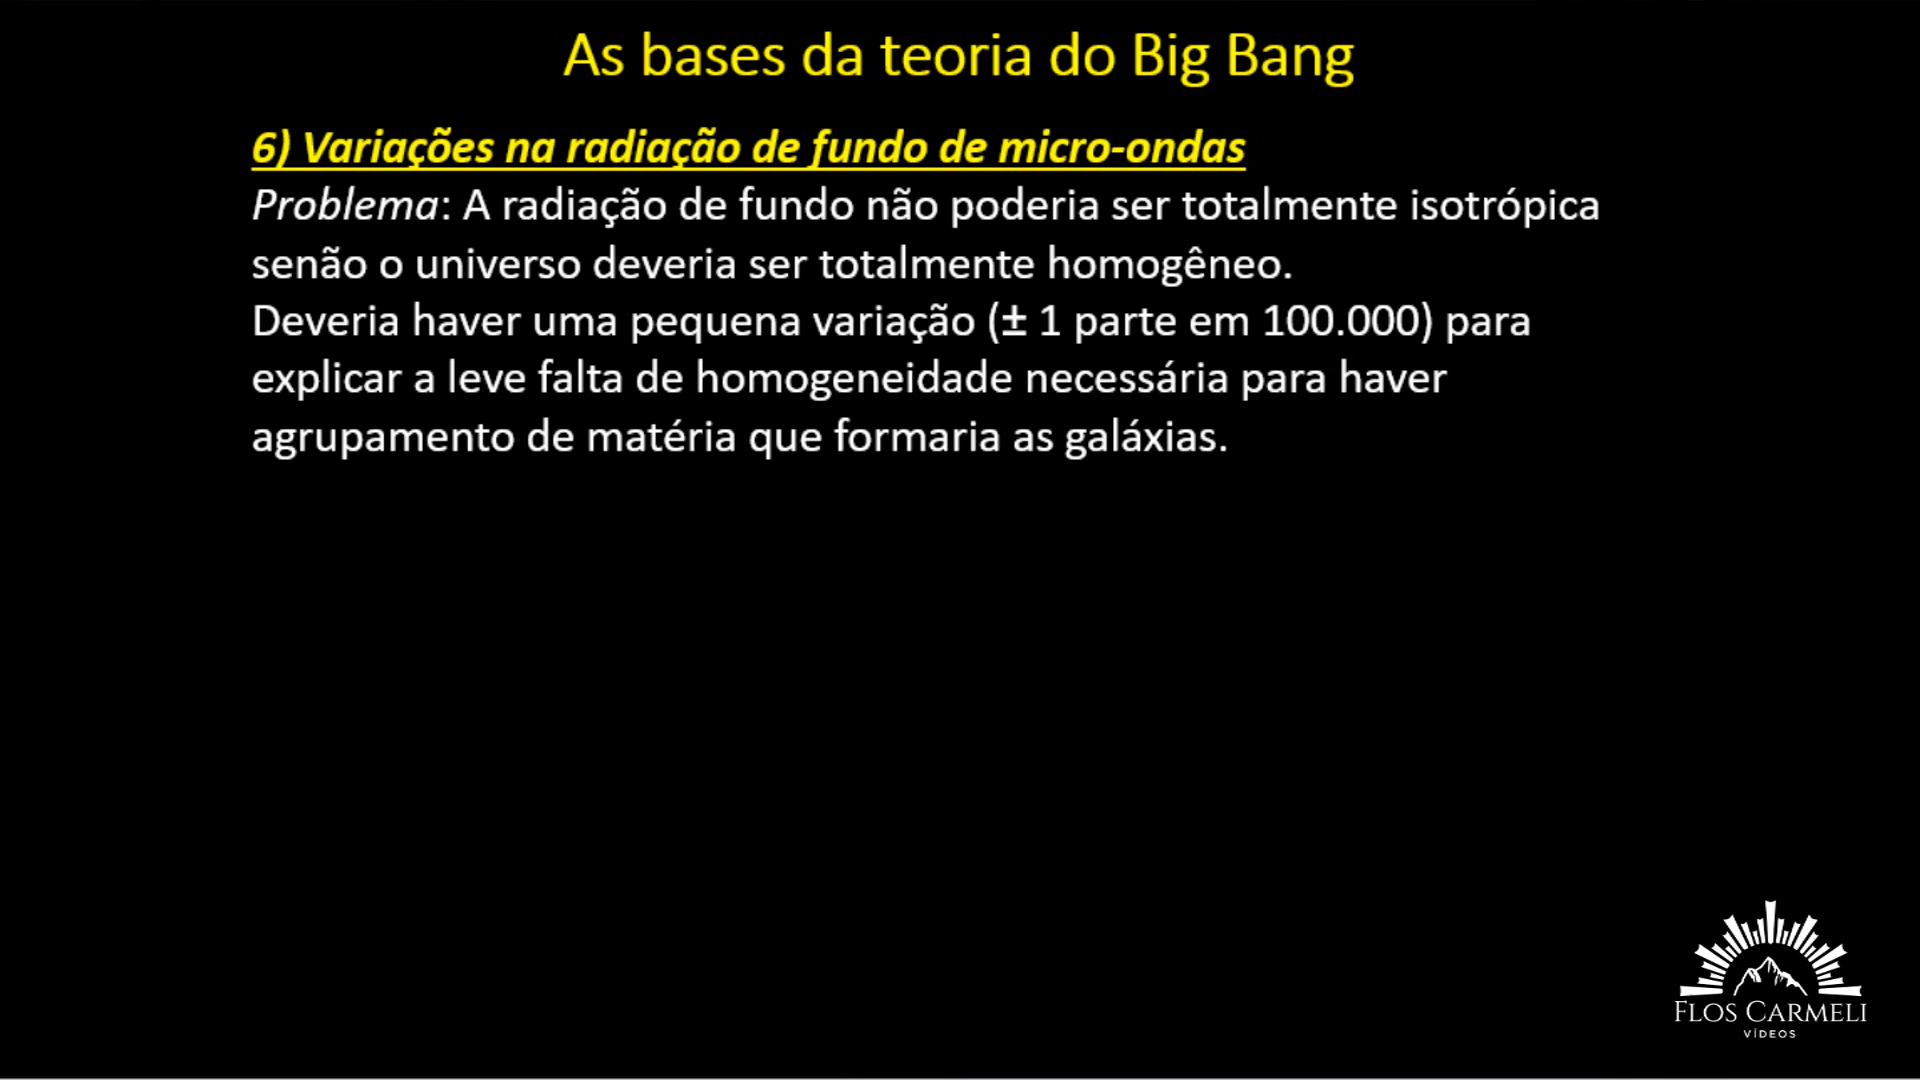 As bases da teoria do Big Bang
6) Variações na radiação de fundo de micro-ondas
Problema: A radiação de fundo não poderia ser totalmente isotrópica
senão o universo deveria ser totalmente homogêneo.
Deveria haver uma pequena variação (± 1 parte em 100.000) para
explicar a leve falta de homogeneidade necessária para haver
agrupamento de matéria que formaria as galáxias.
FLOS CARMELI
VÍDEOS